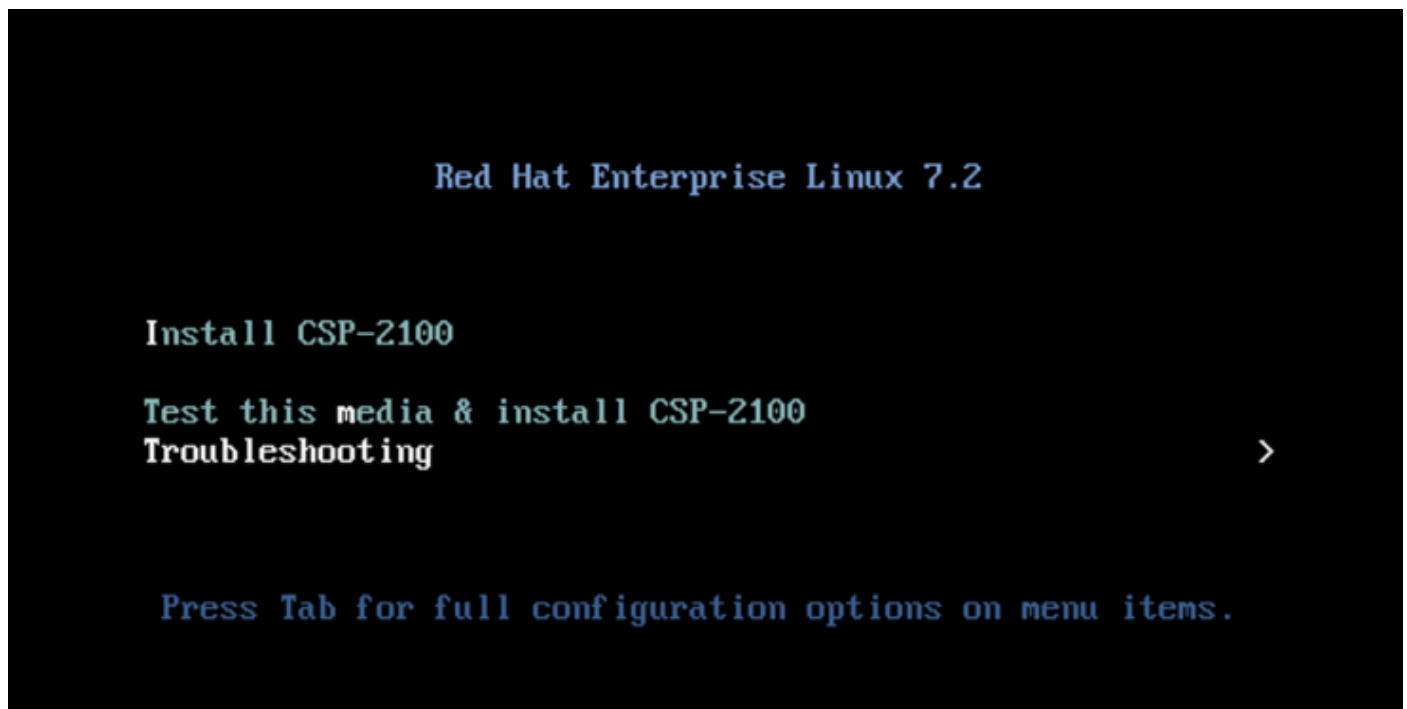 Red Hat Enterprise Linux 7.2
Install CSP-2100
Test this media & install CSP-2100
Troubleshooting >
Press Tab for full configuration options on menu items.